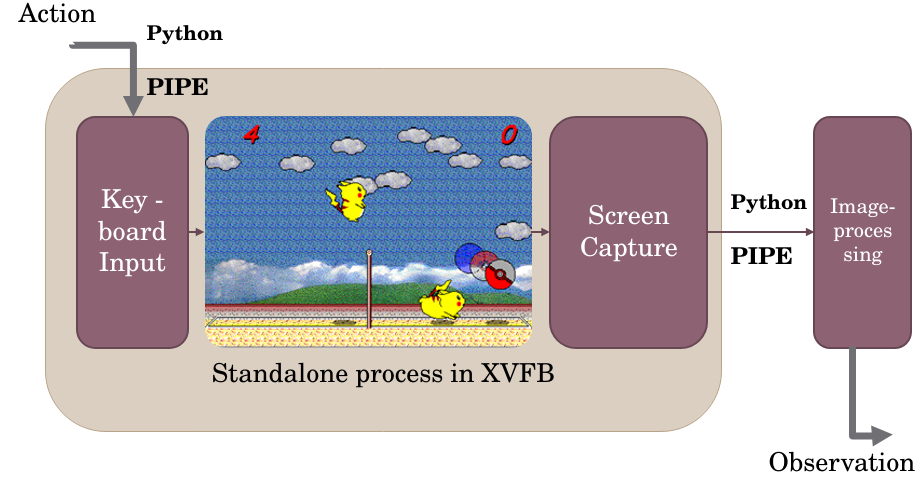 Action
Python
PIPE
Key -
board
Input
4
0
Screen
Capture
Python
PIPE
Image-
proces
sing
Standalone process in XVFB
Observation